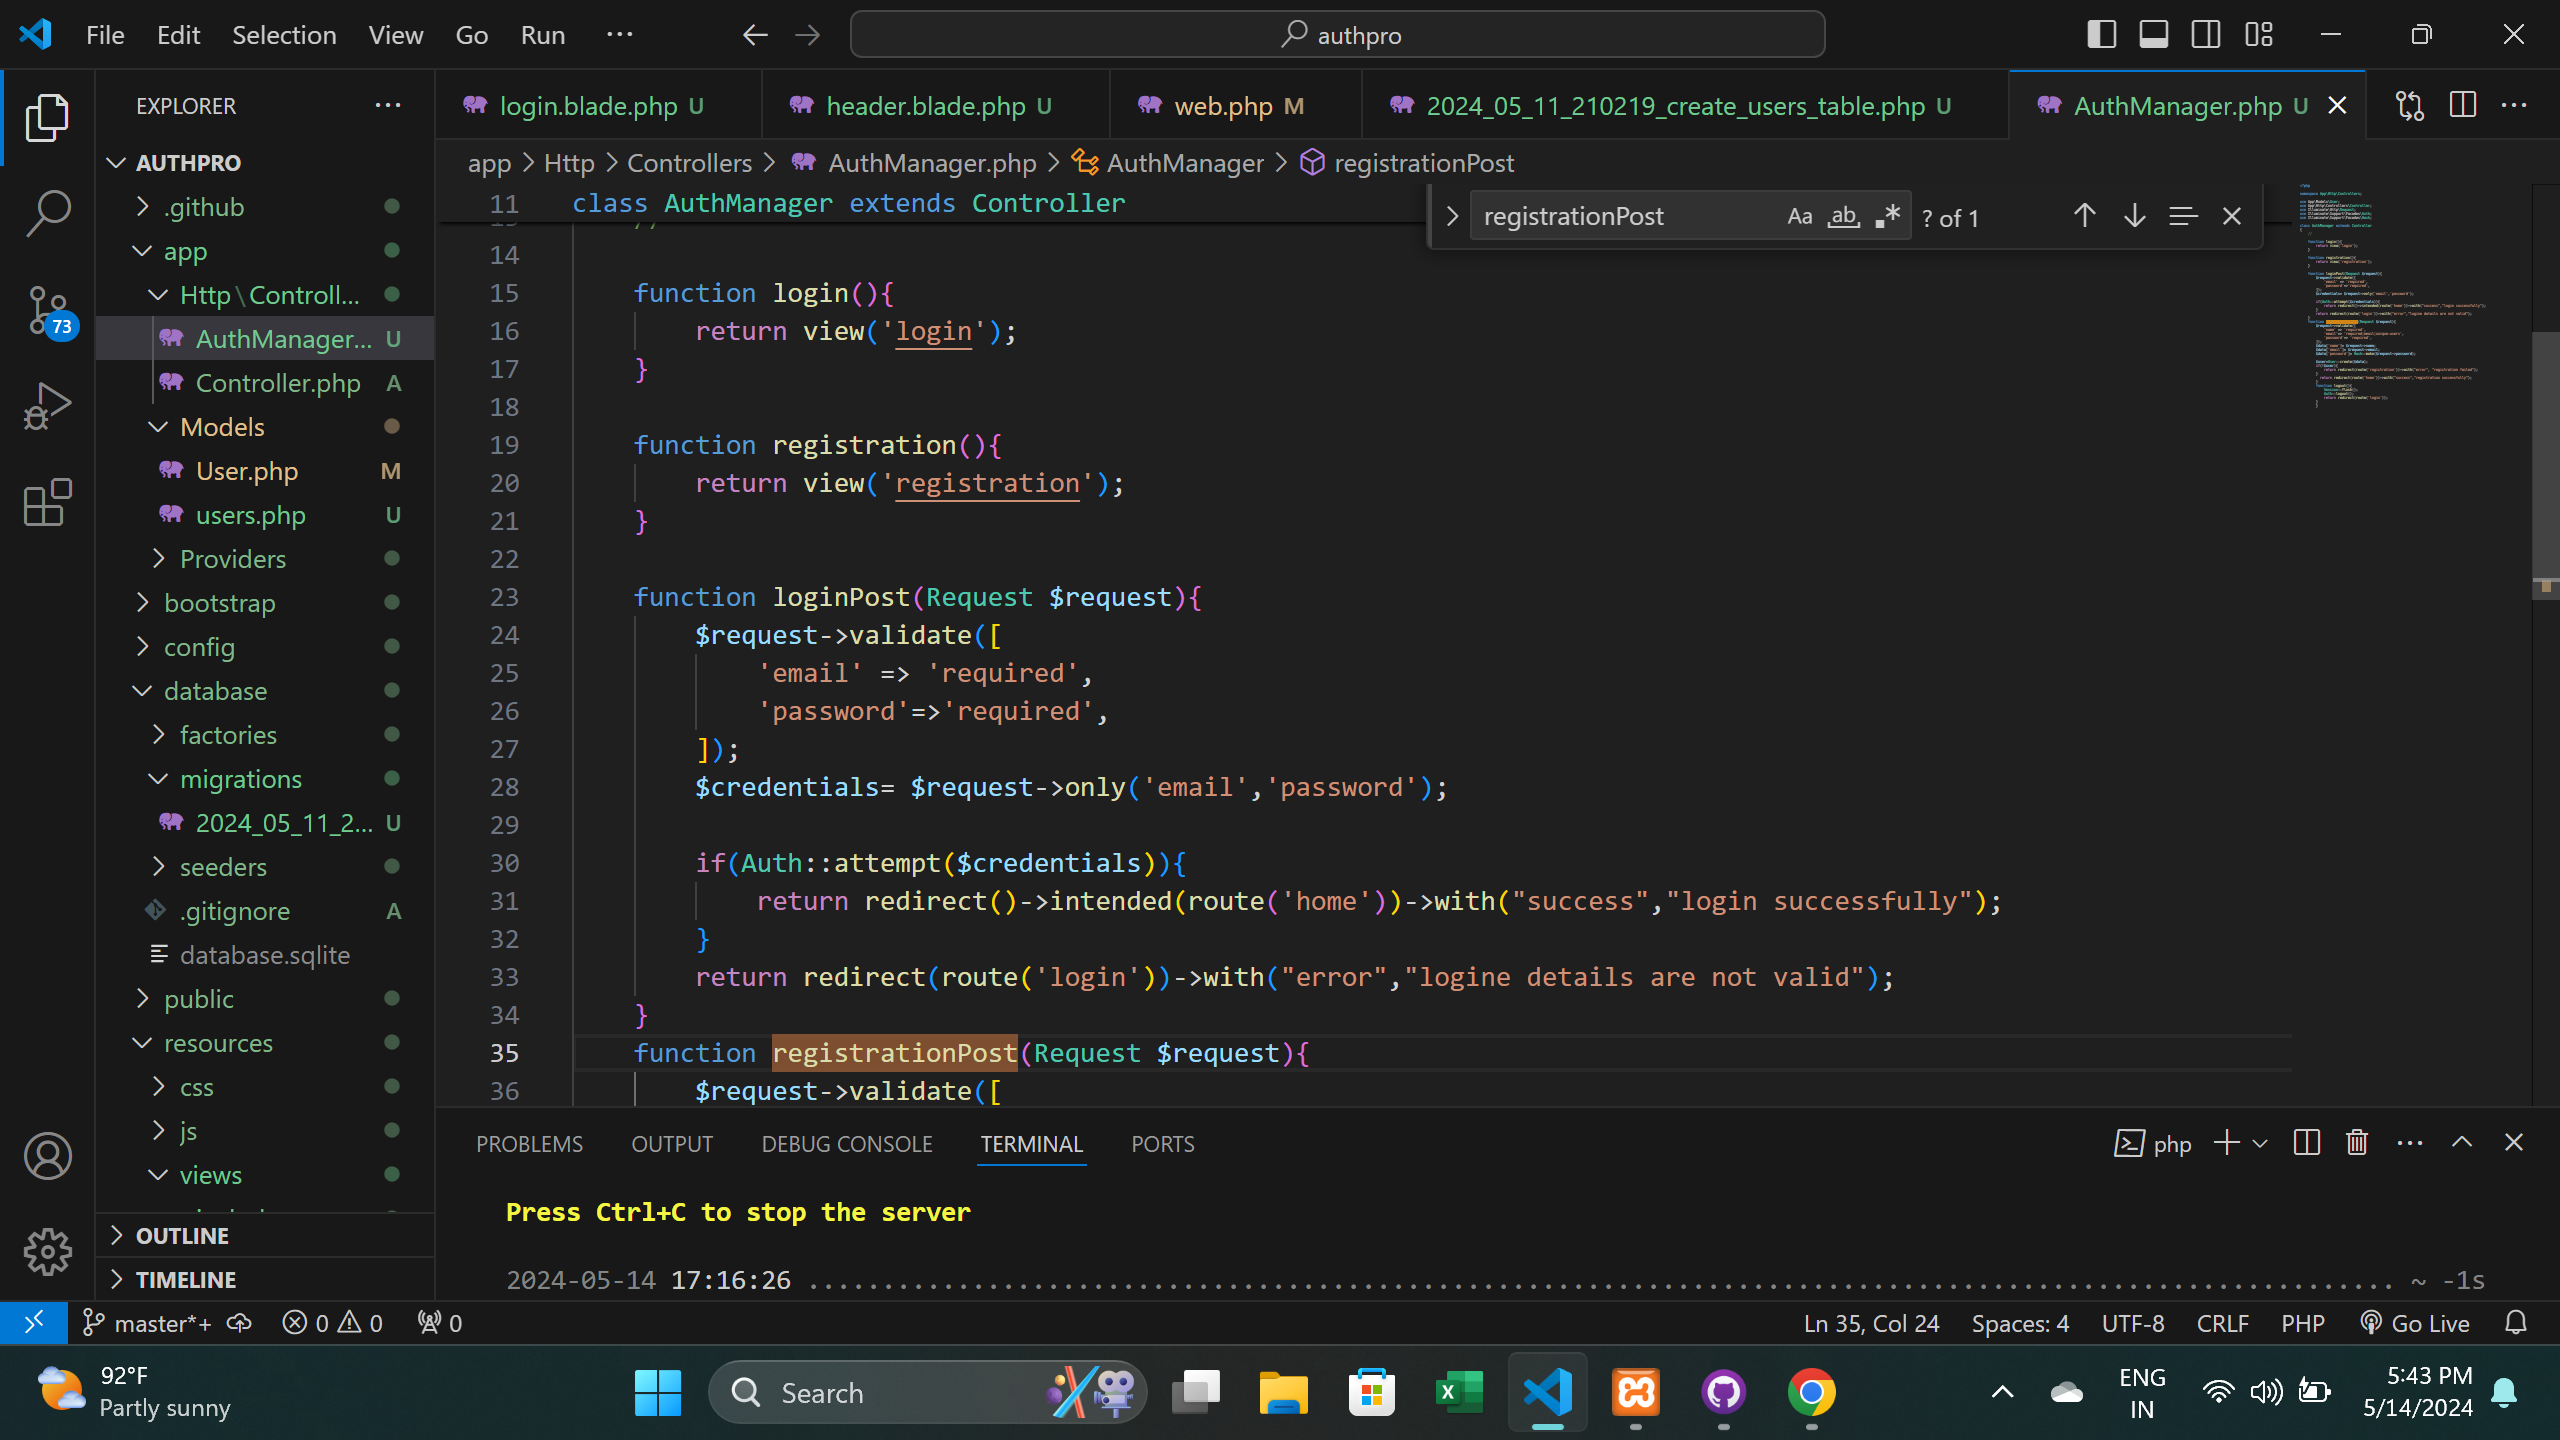 File Edit Selection View Go Run ···
authpro
EXPLORER
AUTHPRO
.github
app
Http\Controll...
AuthManager... U
Controller.php A
Models
User.php M
users.php U
Providers
bootstrap
config
database
factories
migrations
2024_05_11_2... U
seeders
.gitignore A
database.sqlite
public
resources
css
js
views
OUTLINE
TIMELINE
73
login.blade.php U
header.blade.php U
web.php M
2024_05_11_210219_create_users_table.php U
AuthManager.php U
app > Http > Controllers > AuthManager.php > AuthManager > registrationPost
registrationPost Aa ab .* ? of 1
11 class AuthManager extends Controller
14
15 function login(){
16 return view('login');
17 }
18
19 function registration(){
20 return view('registration');
21 }
22
23 function loginPost(Request $request){
24 $request->validate([
25 'email' => 'required',
26 'password'=>'required',
27 ]);
28 $credentials= $request->only('email','password');
29
30 if(Auth::attempt($credentials)){
31 return redirect()->intended(route('home'))->with("success","login successfully");
32 }
33 return redirect(route('login'))->with("error","logine details are not valid");
34 }
35 function registrationPost(Request $request){
36 $request->validate([
PROBLEMS OUTPUT DEBUG CONSOLE TERMINAL PORTS
php
Press Ctrl+C to stop the server
2024-05-14 17:16:26 ........................................................................................................ ~ -1s
master*+ 0 0 0
Ln 35, Col 24 Spaces: 4 UTF-8 CRLF PHP Go Live
92°F
Partly sunny
Search
ENG
IN
5:43 PM
5/14/2024